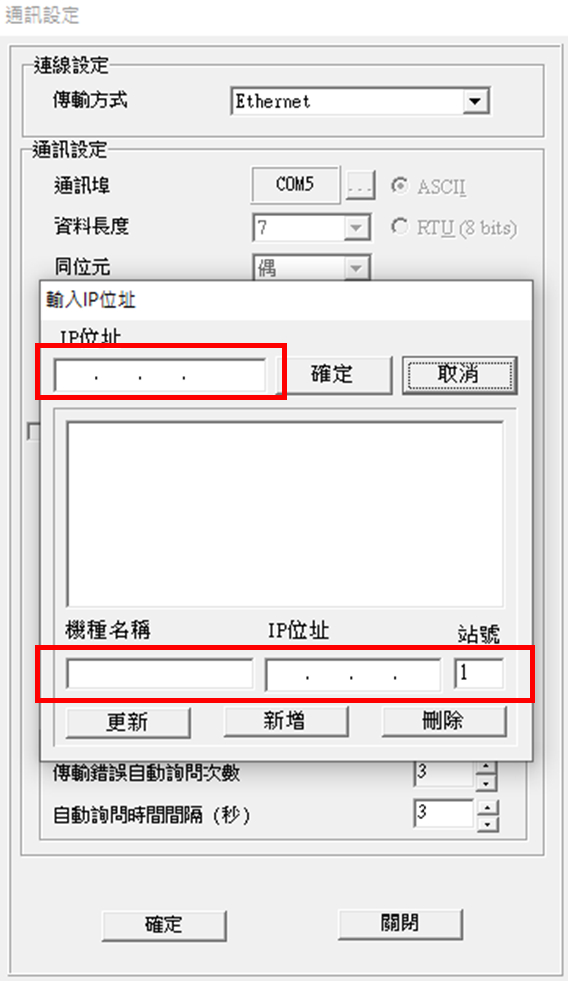 通訊設定
連線設定
傳輸方式 Ethernet
通訊設定
通訊埠 COM5 ... ASCII
資料長度 7 RTU (8 bits)
同位元 偶
輸入IP位址
IP位址
. . . 確定 取消
機種名稱 IP位址 站號
. . . 1
更新 新增 刪除
傳輸錯誤自動詢問次數 3
自動詢問時間間隔 (秒) 3
確定 關閉